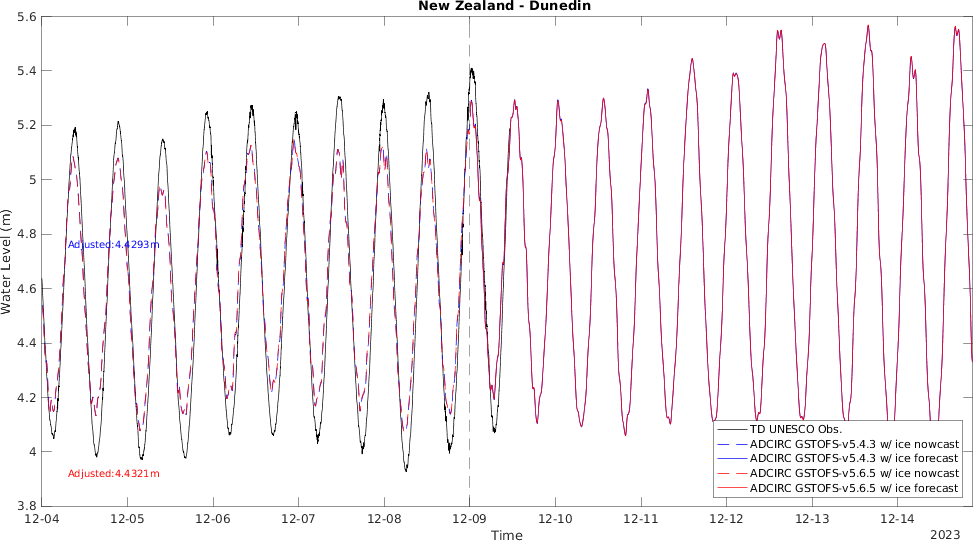 New Zealand - Dunedin
5.6
5.4
5.2
5
4.8
4.6
4.4
4.2
4
3.8
Water Level (m)
Adjusted:4.4293m
Adjusted:4.4321m
TD UNESCO Obs.
ADCIRC GSTOFS-v5.4.3 w/ ice nowcast
ADCIRC GSTOFS-v5.4.3 w/ ice forecast
ADCIRC GSTOFS-v5.6.5 w/ ice nowcast
ADCIRC GSTOFS-v5.6.5 w/ ice forecast
12-04 12-05 12-06 12-07 12-08 12-09 12-10 12-11 12-12 12-13 12-14
Time
2023